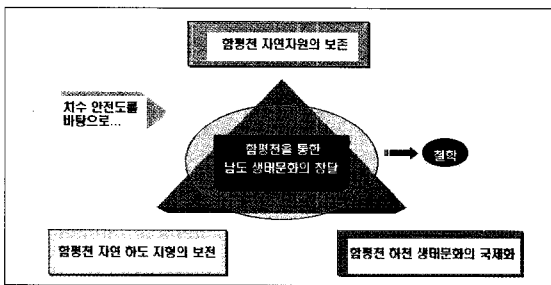 함평천 자연자원의 보존
치수 안전도를
바탕으로...
함평천을 통한
남도 생태문화의 창달
철학
함평천 자연 하도 지형의 보전
함평천 하천 생태문화의 국제화